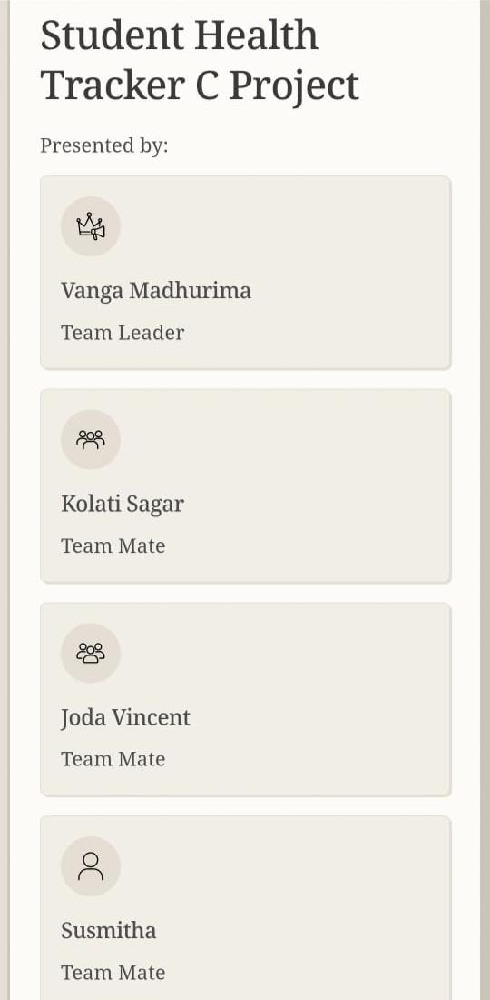 Student Health
Tracker C Project
Presented by:
Vanga Madhurima
Team Leader
Kolati Sagar
Team Mate
Joda Vincent
Team Mate
Susmitha
Team Mate